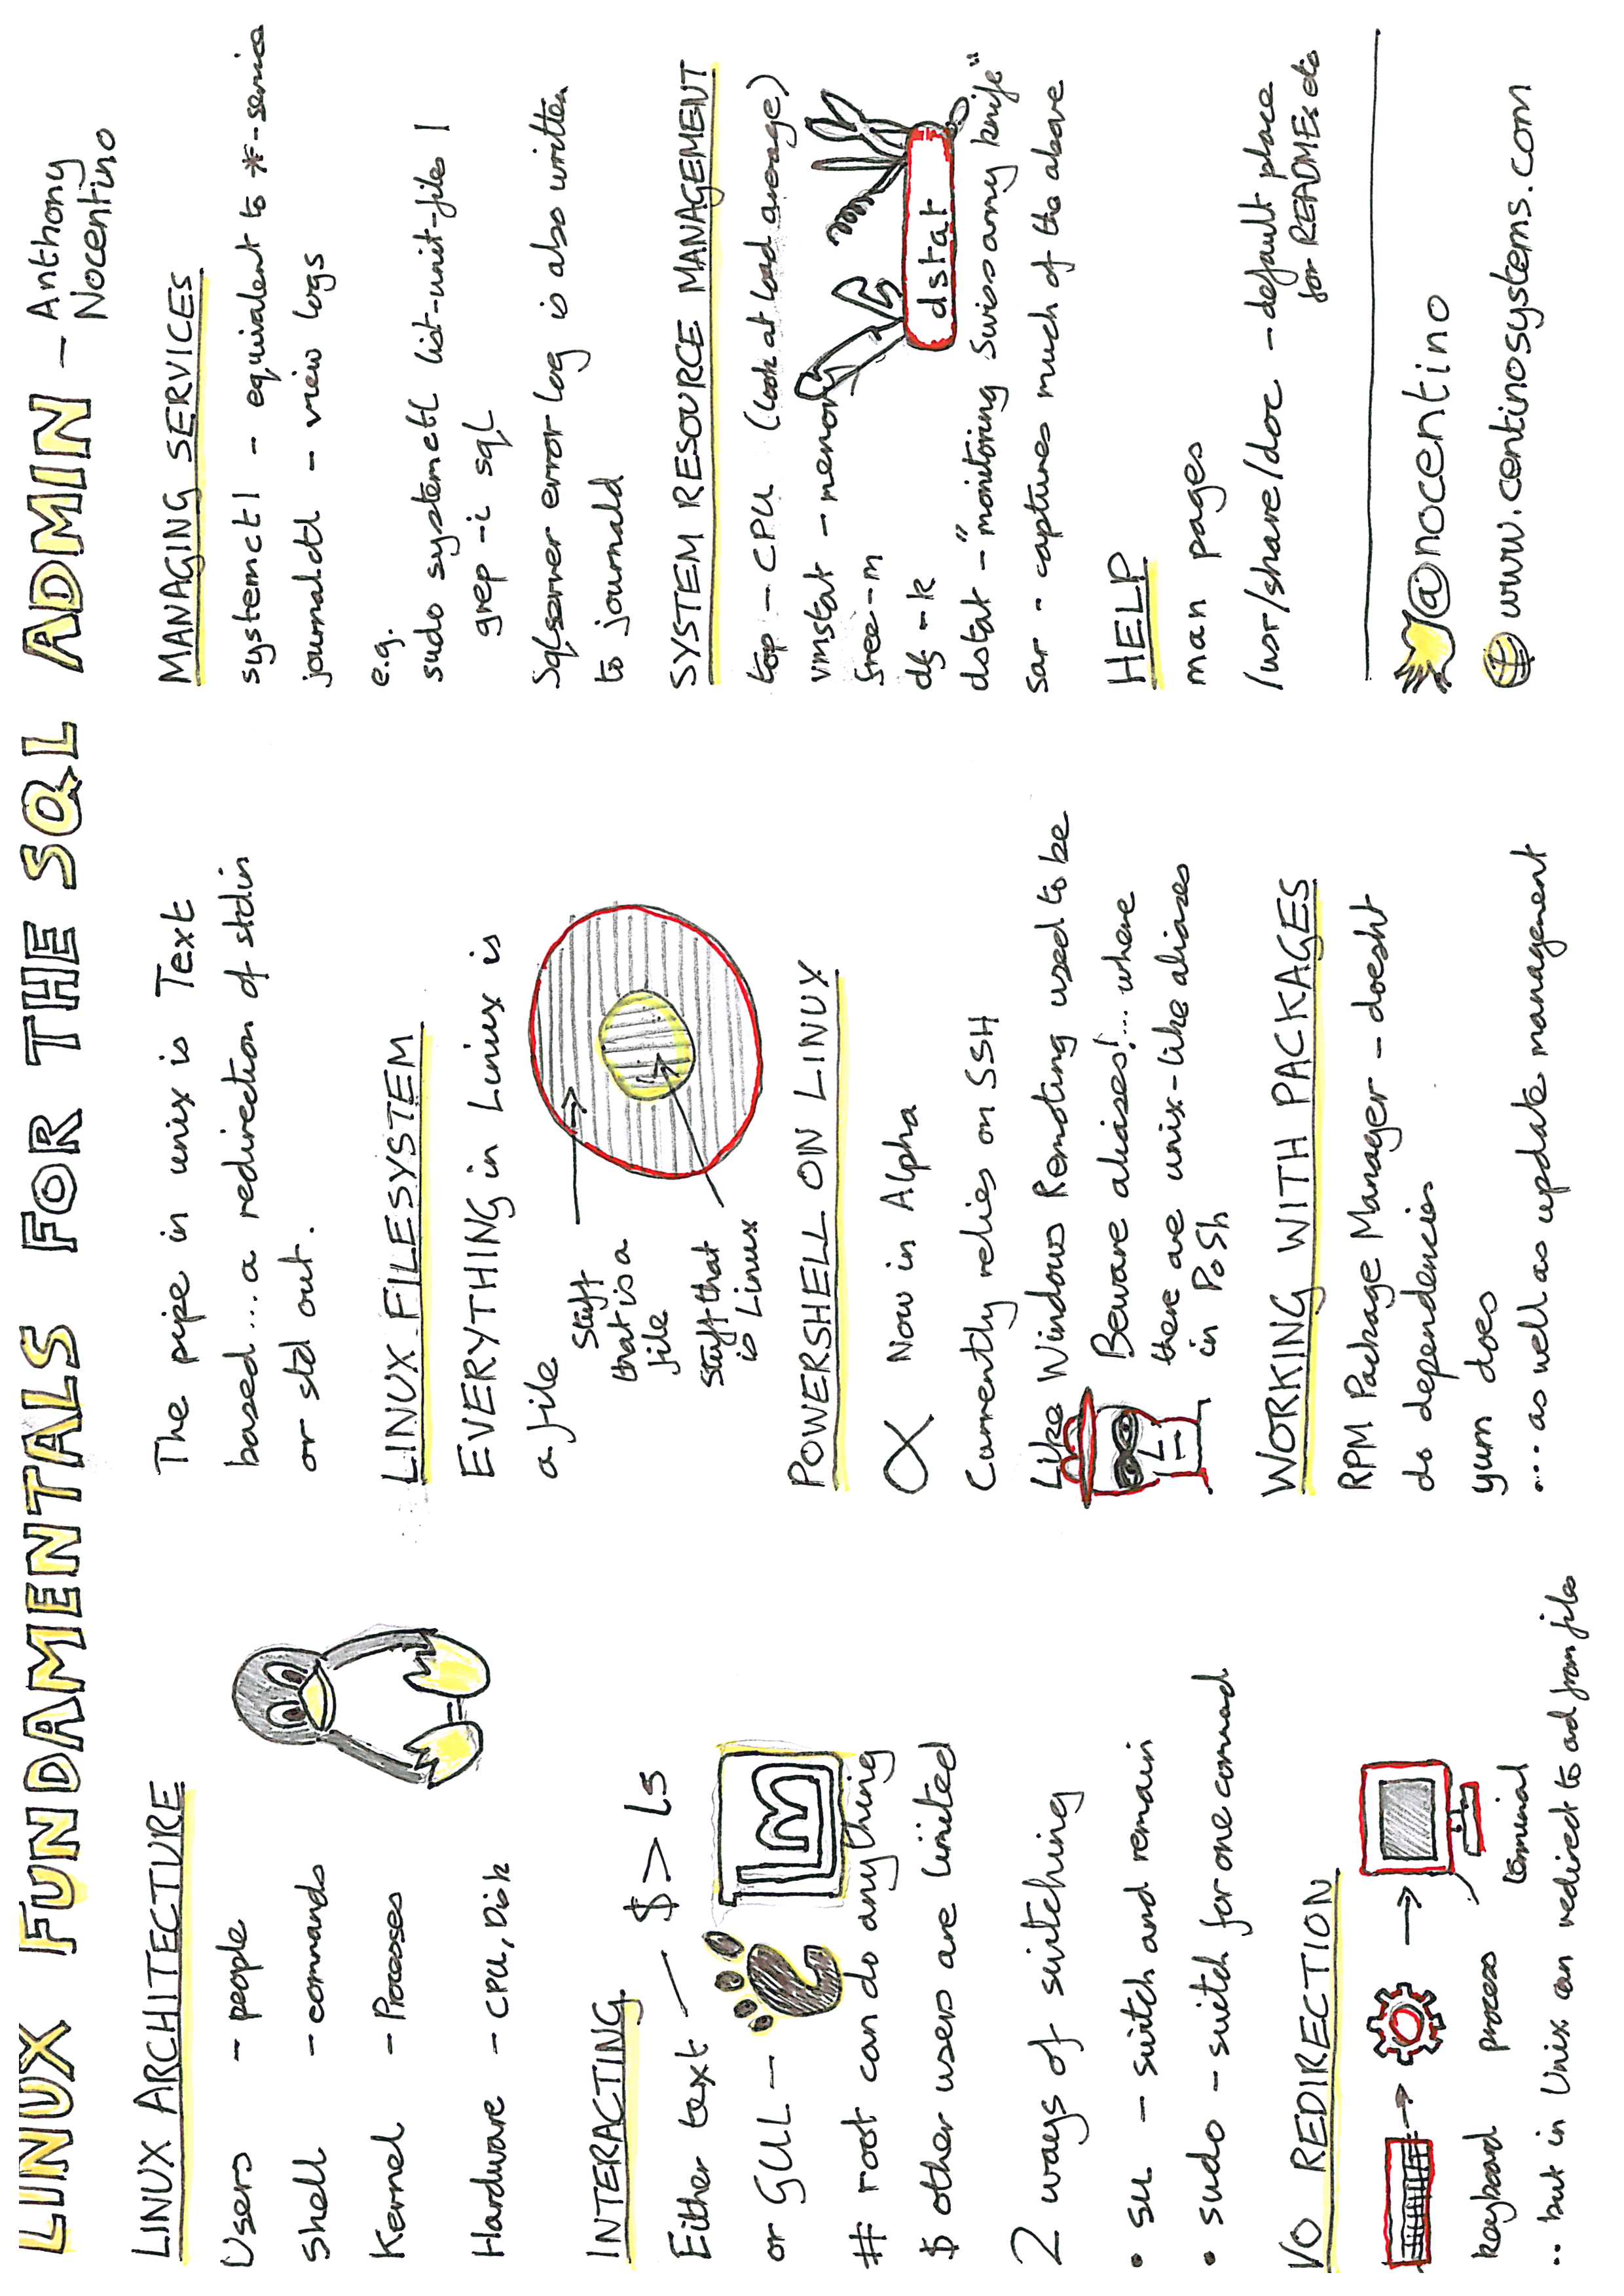 LINUX FUNDAMENTALS FOR THE SQL ADMIN - Anthony Nocentino
LINUX ARCHITECTURE
Users - people
Shell - commands
Kernel - Processes
Hardware - CPU, Disk
INTERACTING
Either text - $> ls
or GUI -
Lm
# root can do anything
$ other users are limited
2 ways of switching
• su - switch and remain
• sudo - switch for one command
I/O REDIRECTION
keyboard process terminal
.. but in Unix can redirect to and from files
The pipe in unix is Text
based... a redirection of stdin
or std out.
LINUX FILESYSTEM
EVERYTHING in Linux is
a file
Stuff
that is a
file
Stuff that
is Linux
POWERSHELL ON LINUX
α Now in Alpha
Currently relies on SSH
Like Windows Remoting used to be
Beware aliases!... where
there are unix-like aliases
in PoSh
WORKING WITH PACKAGES
RPM Package Manager - doesn't
do dependencies
yum does
.... as well as update management
MANAGING SERVICES
systemctl - equivalent to *-service
journalctl - view logs
e.g.
sudo systemctl list-unit-files |
grep -i sql
Sqlserver error log is also written
to journald
SYSTEM RESOURCE MANAGEMENT
top - CPU (look at load average)
vmstat - memory
free -m
df -k
dstat
dstat - "monitoring Swiss army knife"
sar - captures much of the above
HELP
man pages
/usr/share/doc - default place
for READMEs etc
@nocentino
www.centinosystems.com